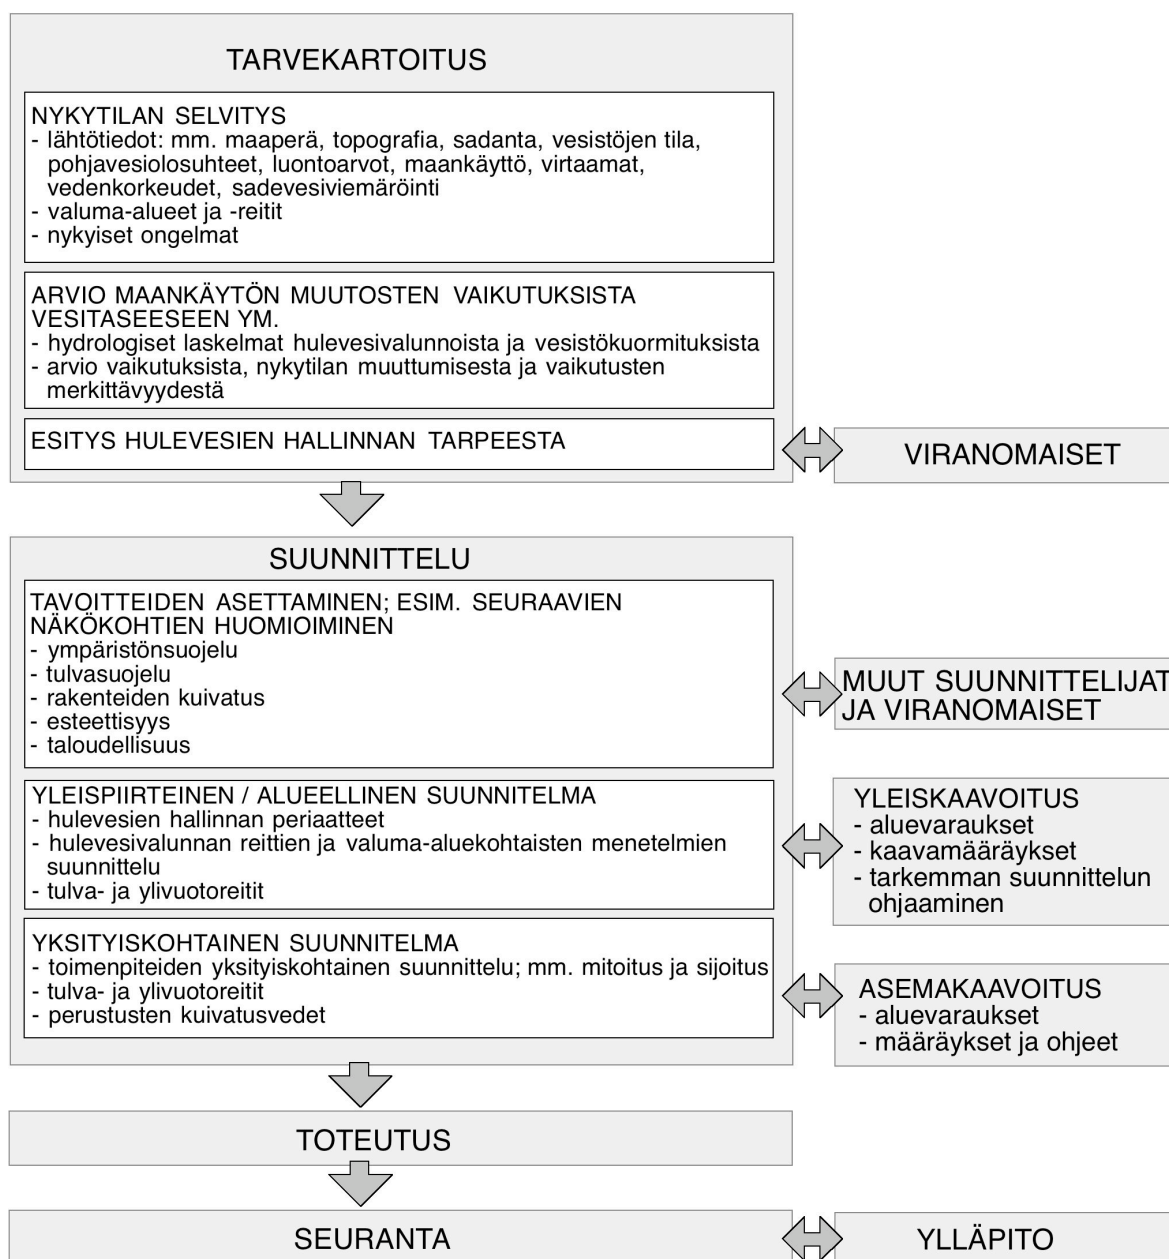 TARVEKARTOITUS
NYKYTILAN SELVITYS
- lähtötiedot: mm. maaperä, topografia, sadanta, vesistöjen tila,
pohjavesiolosuhteet, luontoarvot, maankäyttö, virtaamat,
vedenkorkeudet, sadevesiviemäröinti
- valuma-alueet ja -reitit
- nykyiset ongelmat
ARVIO MAANKÄYTÖN MUUTOSTEN VAIKUTUKSISTA
VESITASEESEEN YM.
- hydrologiset laskelmat hulevesivalunnoista ja vesistökuormituksista
- arvio vaikutuksista, nykytilan muuttumisesta ja vaikutusten
merkittävyydestä
ESITYS HULEVESIEN HALLINNAN TARPEESTA
VIRANOMAISET
SUUNNITTELU
TAVOITTEIDEN ASETTAMINEN; ESIM. SEURAAVIEN
NÄKÖKOHTIEN HUOMIOIMINEN
- ympäristönsuojelu
- tulvasuojelu
- rakenteiden kuivatus
- esteettisyys
- taloudellisuus
MUUT SUUNNITTELIJAT
JA VIRANOMAISET
YLEISPIIRTEINEN / ALUEELLINEN SUUNNITELMA
- hulevesien hallinnan periaatteet
- hulevesivalunnan reittien ja valuma-aluekohtaisten menetelmien
suunnittelu
- tulva- ja ylivuotoreitit
YLEISKAAVOITUS
- aluevaraukset
- kaavamääräykset
- tarkemman suunnittelun
ohjaaminen
YKSITYISKOHTAINEN SUUNNITELMA
- toimenpiteiden yksityiskohtainen suunnittelu; mm. mitoitus ja sijoitus
- tulva- ja ylivuotoreitit
- perustusten kuivatusvedet
ASEMAKAAVOITUS
- aluevaraukset
- määräykset ja ohjeet
TOTEUTUS
SEURANTA
YLLÄPITO